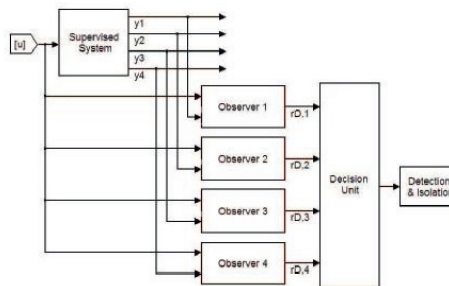 [u]
Supervised
System
y1
y2
y3
y4
Observer 1
rD,1
Observer 2
rD,2
Observer 3
rD,3
Observer 4
rD,4
Decision
Unit
Detection
& Isolation